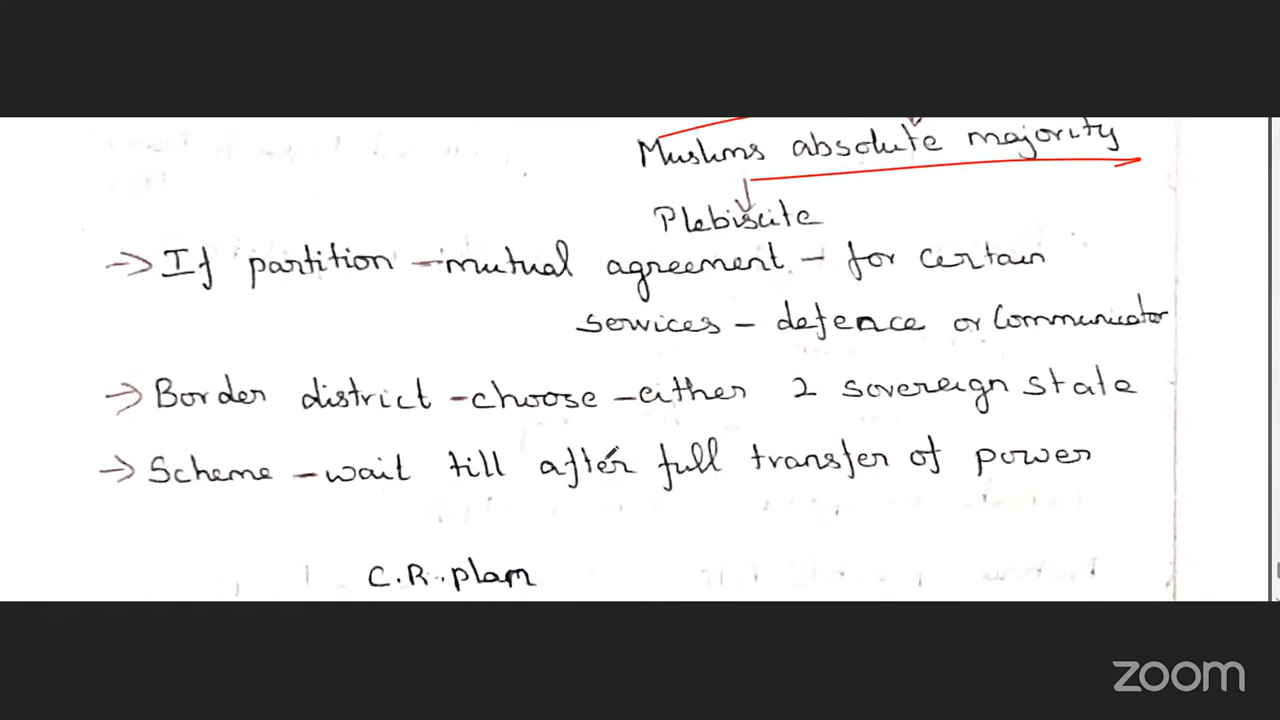 Muslims absolute majority
Plebiscite
→ If partition - mutual agreement - for certain
services - defence or Communicator
→ Border district - choose - either 2 sovereign state
→ Scheme - wait till after full transfer of power
C.R. plan
zoom